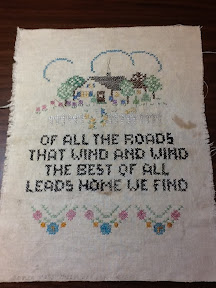 OF ALL THE ROADS
THAT WIND AND WIND
THE BEST OF ALL
LEADS HOME WE FIND